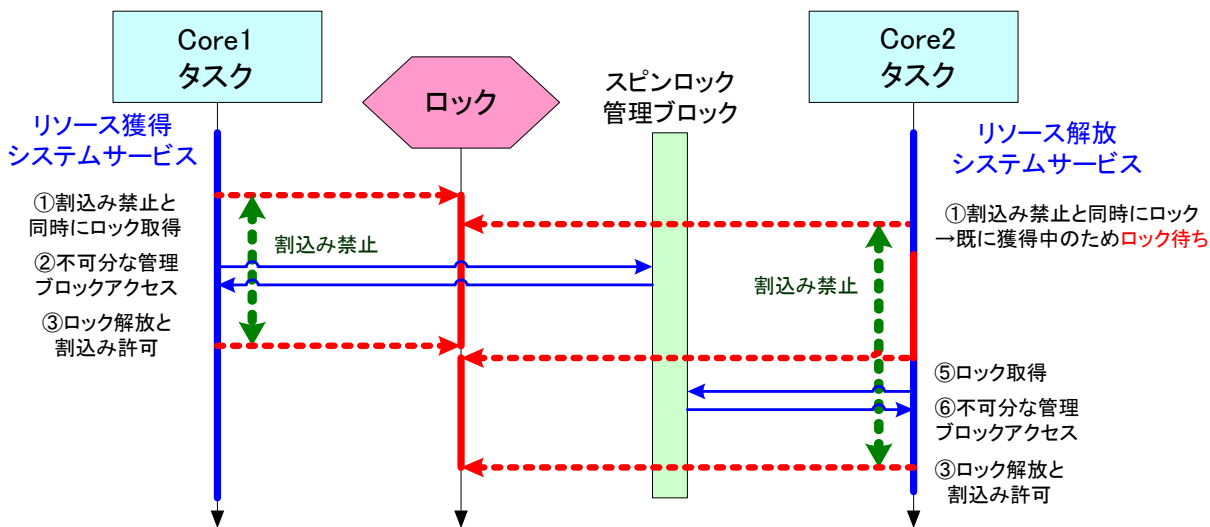 Core1
タスク
ロック
スピンロック
管理ブロック
Core2
タスク
リソース獲得
システムサービス
リソース解放
システムサービス
①割込み禁止と
同時にロック取得
割込み禁止
②不可分な管理
ブロックアクセス
③ロック解放と
割込み許可
①割込み禁止と同時にロック
→既に獲得中のためロック待ち
割込み禁止
⑤ロック取得
⑥不可分な管理
ブロックアクセス
③ロック解放と
割込み許可